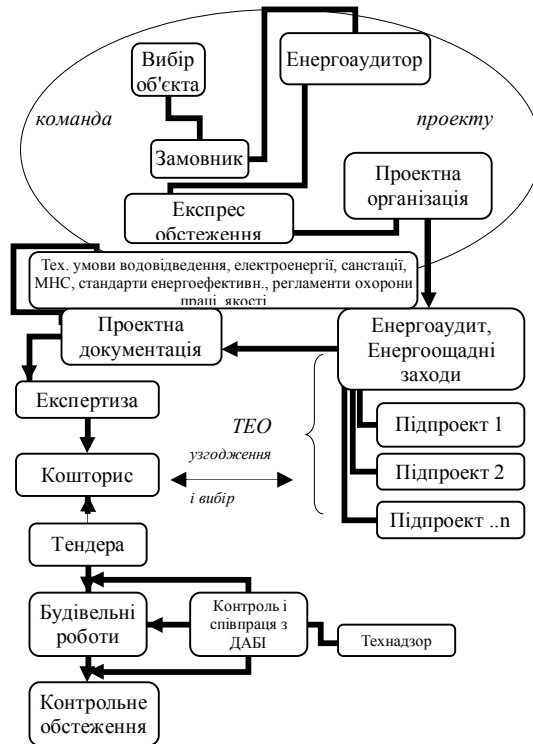 Вибір
об'єкта
Енергоаудитор
команда
проекту
Замовник
Проектна
організація
Експрес
обстеження
Тех. умови водовідведення, електроенергії, санстації,
МНС, стандарти енергоефективн., регламенти охорони
праці, якості
Проектна
документація
Енергоаудит,
Енергоощадні
заходи
Експертиза
ТЕО
узгодження
і вибір
Підпроект 1
Кошторис
Підпроект 2
Підпроект ..n
Тендера
Будівельні
роботи
Контроль і
співпраця з
ДАБІ
Технадзор
Контрольне
обстеження